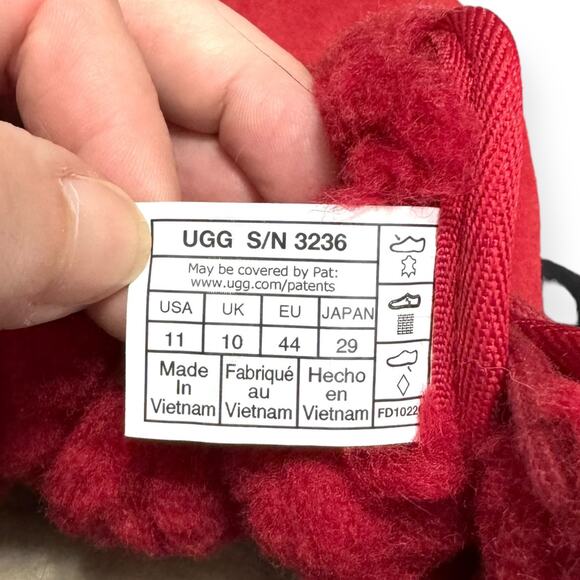 UGG S/N 3236
May be covered by Pat:
www.ugg.com/patents
USA UK EU JAPAN
11 10 44 29
Made In Vietnam
Fabriqué au Vietnam
Hecho en Vietnam